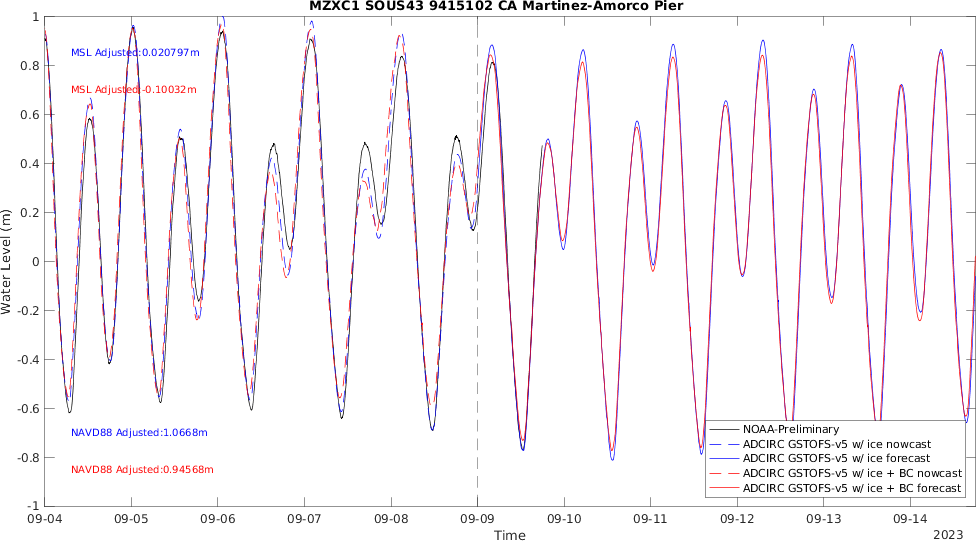 MZXC1 SOUS43 9415102 CA Martinez-Amorco Pier
1
0.8
0.6
0.4
0.2
0
-0.2
-0.4
-0.6
-0.8
-1
Water Level (m)
MSL Adjusted:0.020797m
MSL Adjusted:-0.10032m
NAVD88 Adjusted:1.0668m
NAVD88 Adjusted:0.94568m
NOAA-Preliminary
ADCIRC GSTOFS-v5 w/ ice nowcast
ADCIRC GSTOFS-v5 w/ ice forecast
ADCIRC GSTOFS-v5 w/ ice + BC nowcast
ADCIRC GSTOFS-v5 w/ ice + BC forecast
09-04 09-05 09-06 09-07 09-08 09-09 09-10 09-11 09-12 09-13 09-14
Time
2023